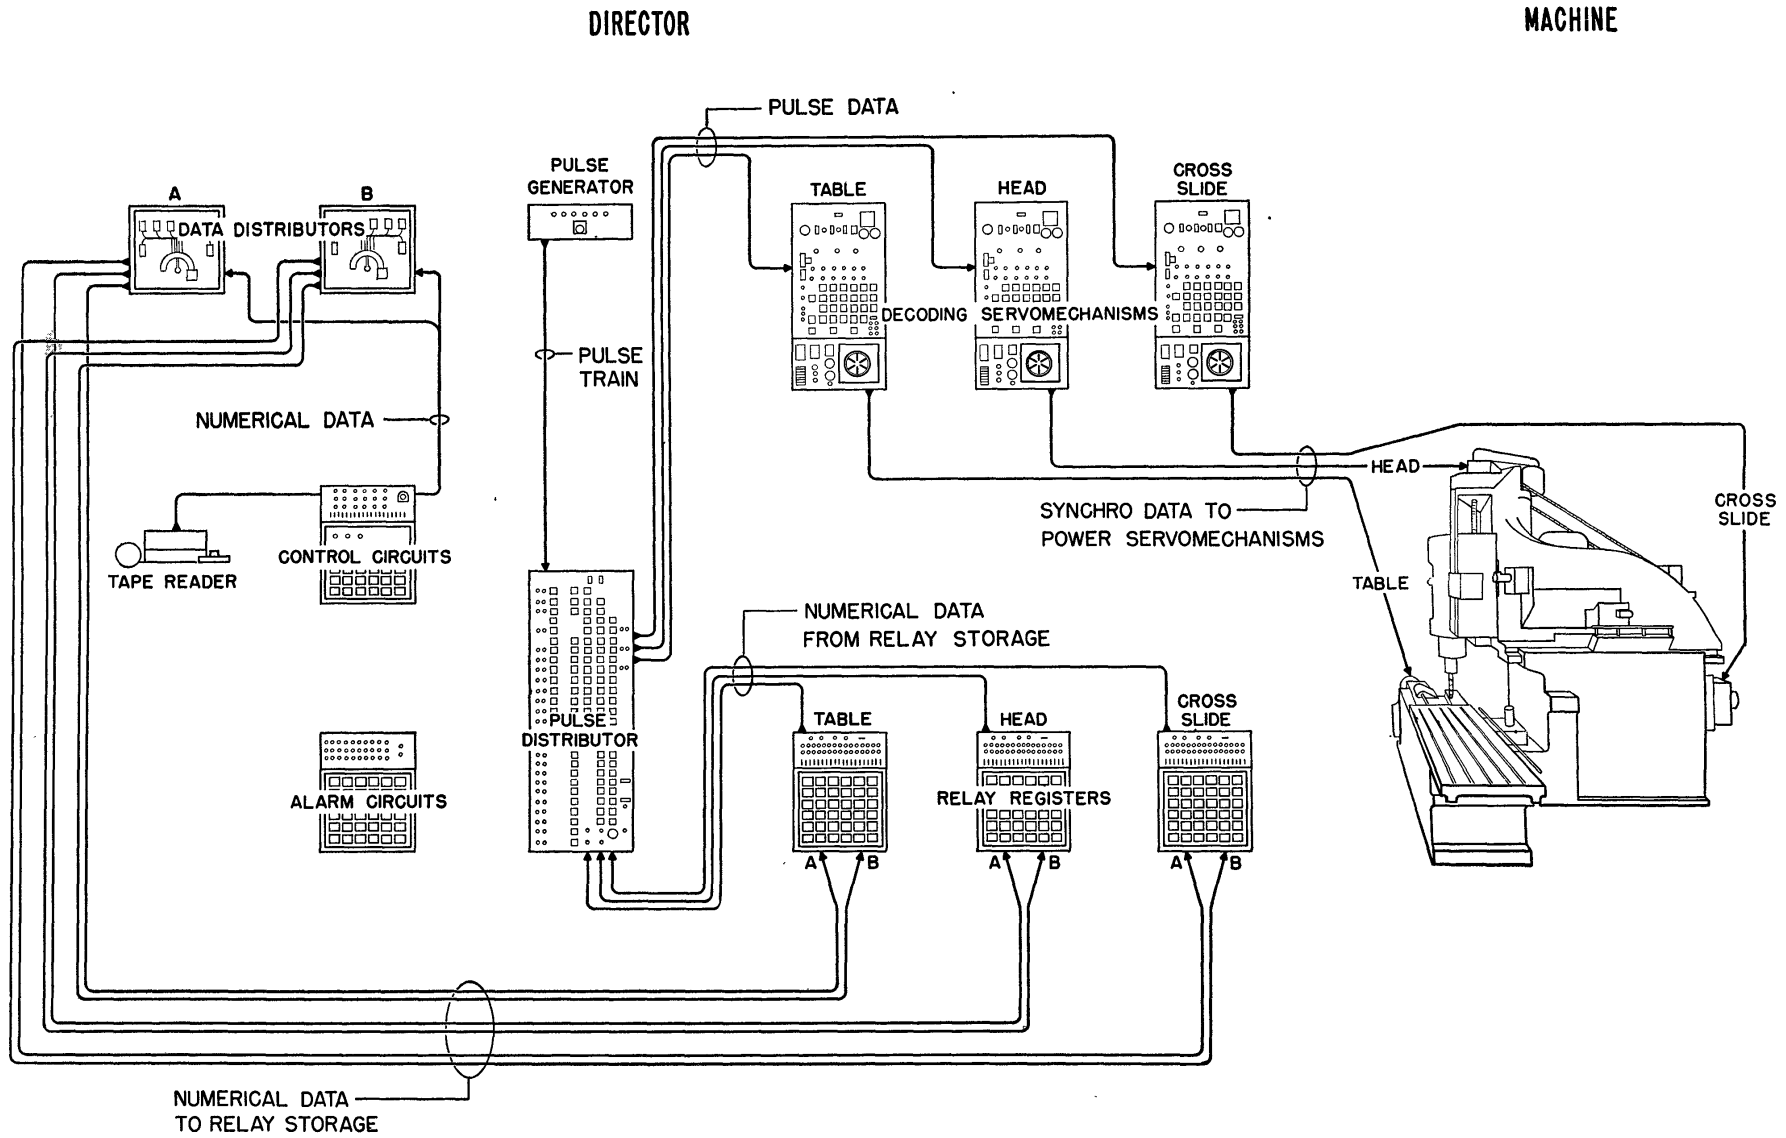 DIRECTOR
MACHINE
PULSE DATA
PULSE
GENERATOR
A
B
DATA DISTRIBUTORS
TABLE
HEAD
CROSS
SLIDE
DECODING SERVOMECHANISMS
PULSE
TRAIN
NUMERICAL DATA
HEAD
CROSS
SLIDE
SYNCHRO DATA TO
POWER SERVOMECHANISMS
TABLE
CONTROL CIRCUITS
TAPE READER
NUMERICAL DATA
FROM RELAY STORAGE
PULSE
DISTRIBUTOR
TABLE
HEAD
CROSS
SLIDE
ALARM CIRCUITS
RELAY REGISTERS
A
B
A
B
A
B
NUMERICAL DATA
TO RELAY STORAGE